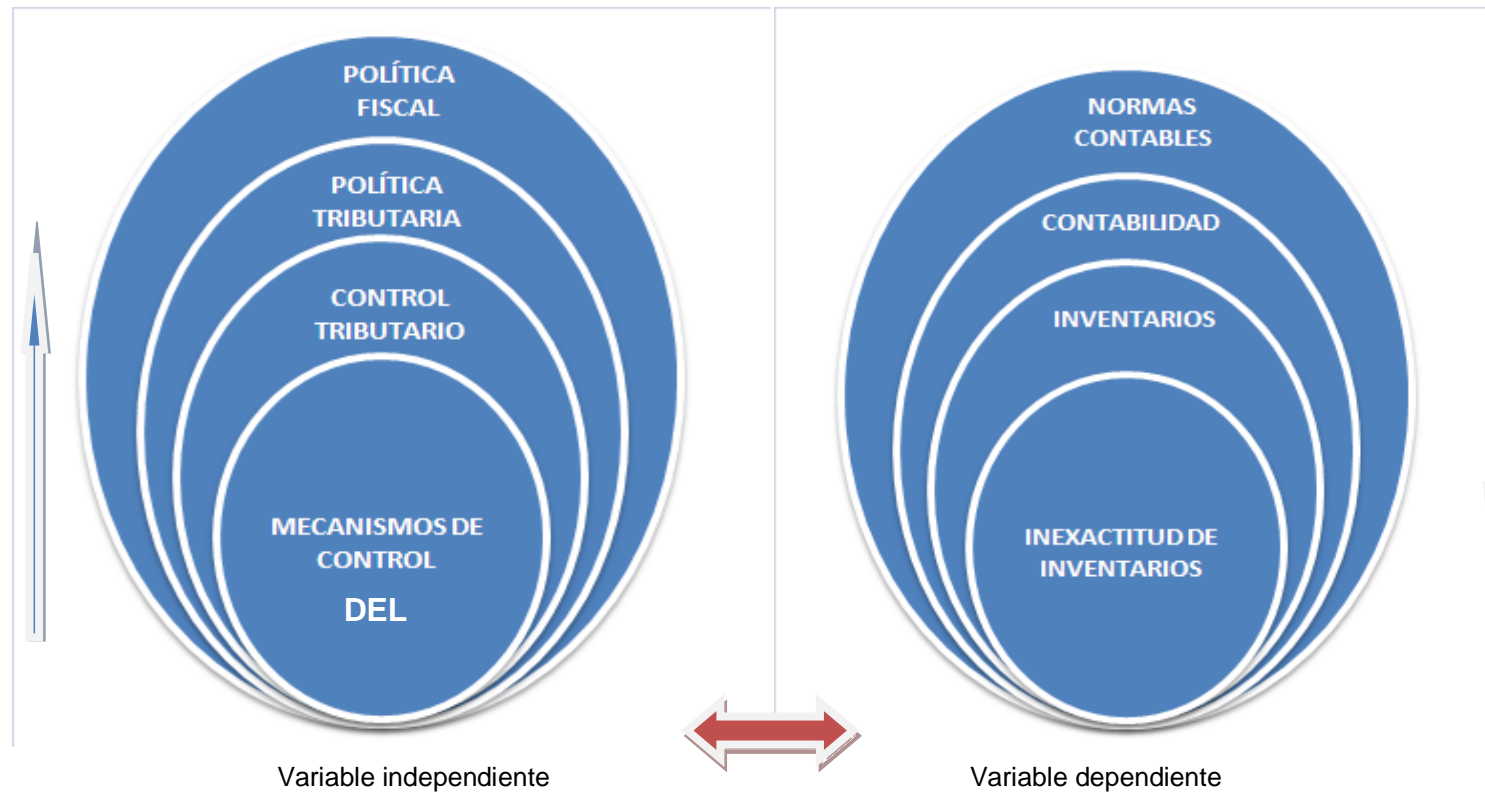 POLÍTICA
FISCAL
POLÍTICA
TRIBUTARIA
CONTROL
TRIBUTARIO
MECANISMOS DE
CONTROL
DEL
Variable independiente
NORMAS
CONTABLES
CONTABILIDAD
INVENTARIOS
INEXACTITUD DE
INVENTARIOS
Variable dependiente